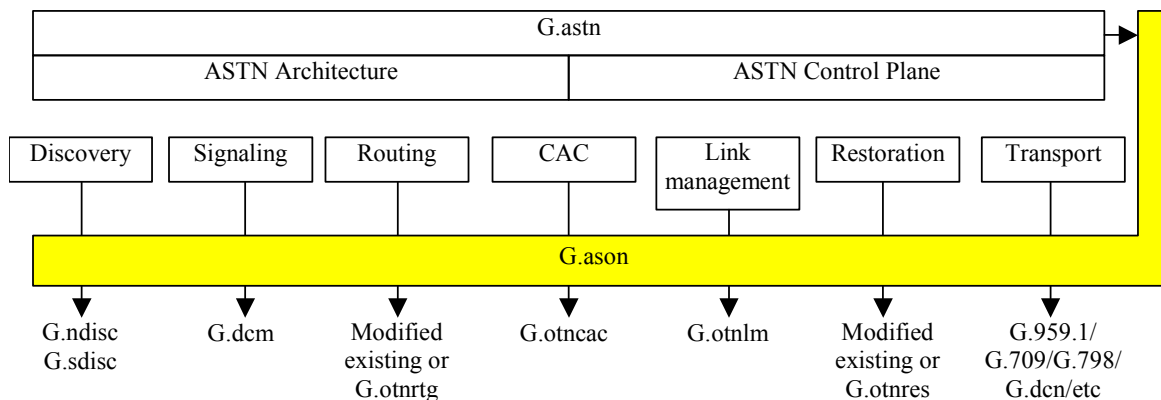 G.astn
ASTN Architecture
ASTN Control Plane
Discovery
Signaling
Routing
CAC
Link
management
Restoration
Transport
G.ason
G.ndisc
G.sdisc
G.dcm
Modified
existing or
G.otnrtg
G.otncac
G.otnlm
Modified
existing or
G.otnres
G.959.1/
G.709/G.798/
G.dcn/etc